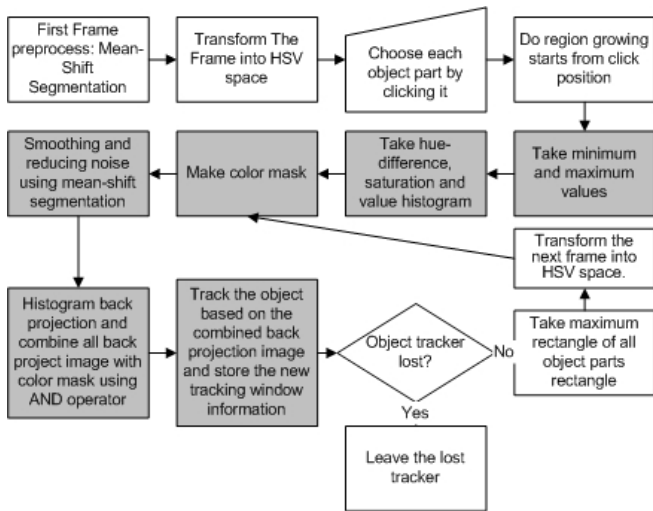 First Frame
preprocess: Mean-
Shift
Segmentation
Transform The
Frame into HSV
space
Choose each
object part by
clicking it
Do region growing
starts from click
position
Smoothing and
reducing noise
using mean-shift
segmentation
Make color mask
Take hue-
difference,
saturation and
value histogram
Take minimum
and maximum
values
Transform the
next frame into
HSV space.
Histogram back
projection and
combine all back
project image with
color mask using
AND operator
Track the object
based on the
combined back
projection image
and store the new
tracking window
information
Object tracker
lost?
No
Take maximum
rectangle of all
object parts
rectangle
Yes
Leave the lost
tracker